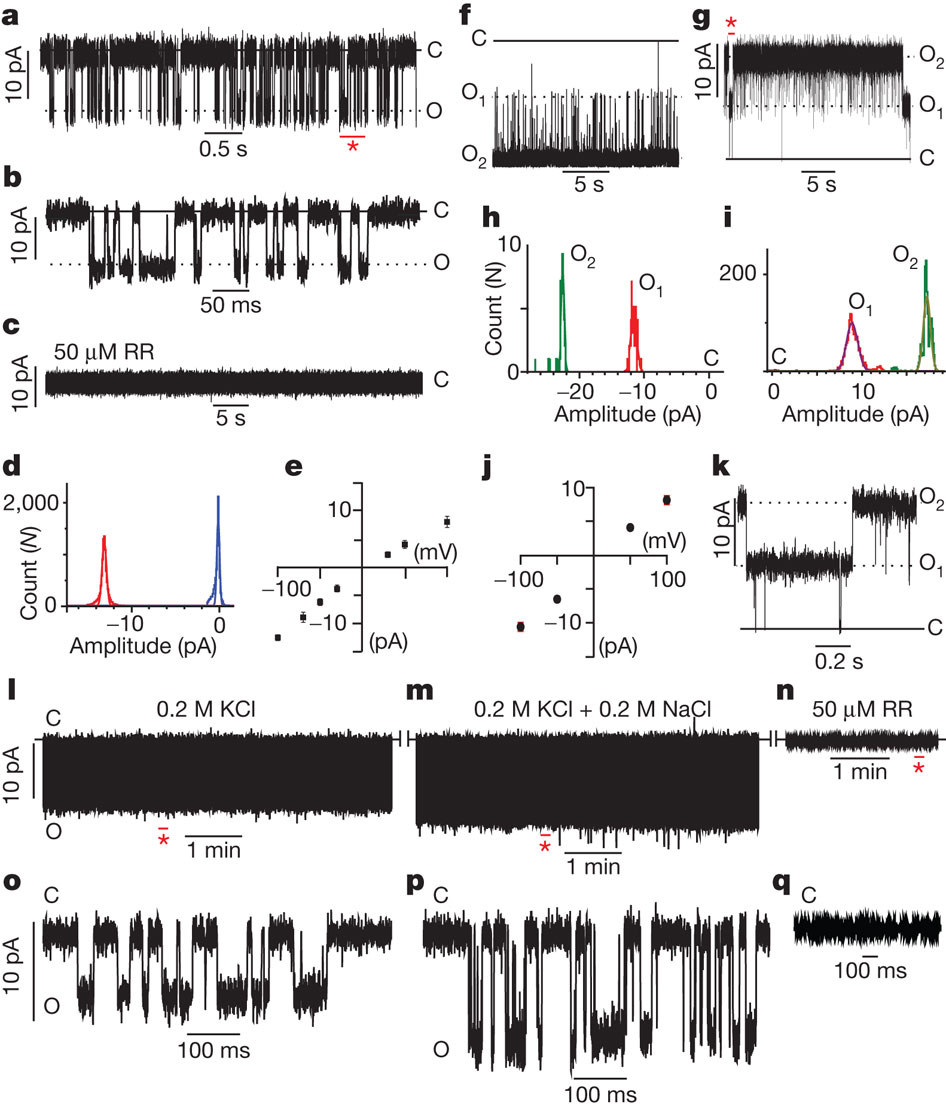 a
10 pA
C
O
0.5 s
*
b
10 pA
C
O
50 ms
c
50 μM RR
10 pA
C
5 s
d
2,000
Count (N)
0
−10
0
Amplitude (pA)
e
10
(mV)
−100
−10
(pA)
f
C
O1
O2
5 s
g
*
10 pA
O2
O1
C
5 s
h
10
Count (N)
0
O2
O1
C
−20
−10
0
Amplitude (pA)
i
200
O1
O2
C
0
10
Amplitude (pA)
j
10
(mV)
−100
100
−10
(pA)
k
10 pA
O2
O1
C
0.2 s
l
0.2 M KCl
C
10 pA
O
*
1 min
m
0.2 M KCl + 0.2 M NaCl
*
1 min
n
50 μM RR
1 min
*
o
C
10 pA
O
100 ms
p
C
O
100 ms
q
C
100 ms